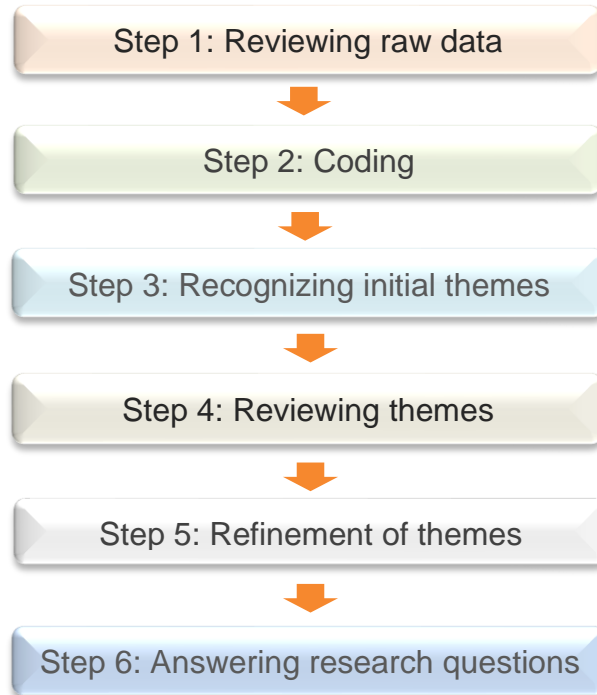 Step 1: Reviewing raw data
Step 2: Coding
Step 3: Recognizing initial themes
Step 4: Reviewing themes
Step 5: Refinement of themes
Step 6: Answering research questions